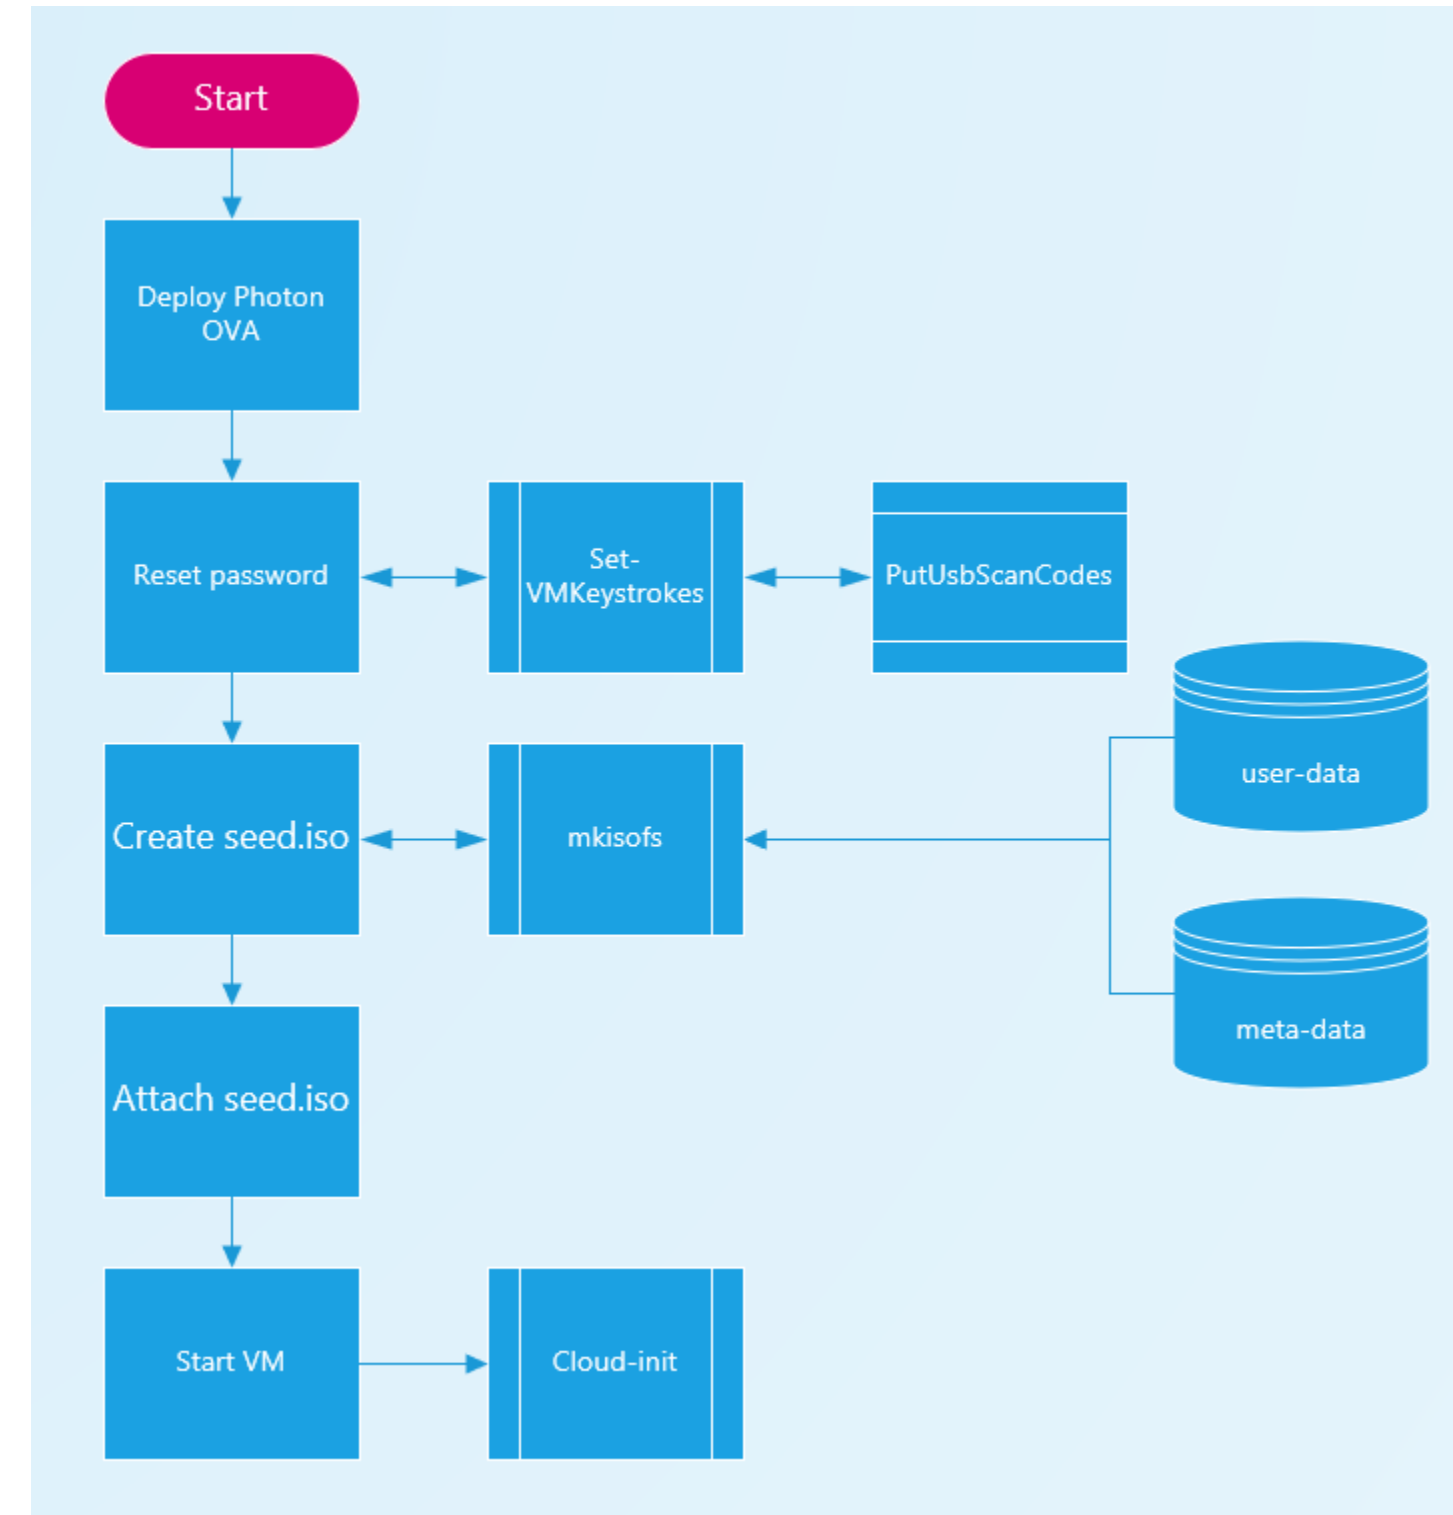 Start
Deploy Photon
OVA
Reset password
Set-
VMKeystrokes
PutUsbScanCodes
user-data
Create seed.iso
mkisofs
meta-data
Attach seed.iso
Start VM
Cloud-init